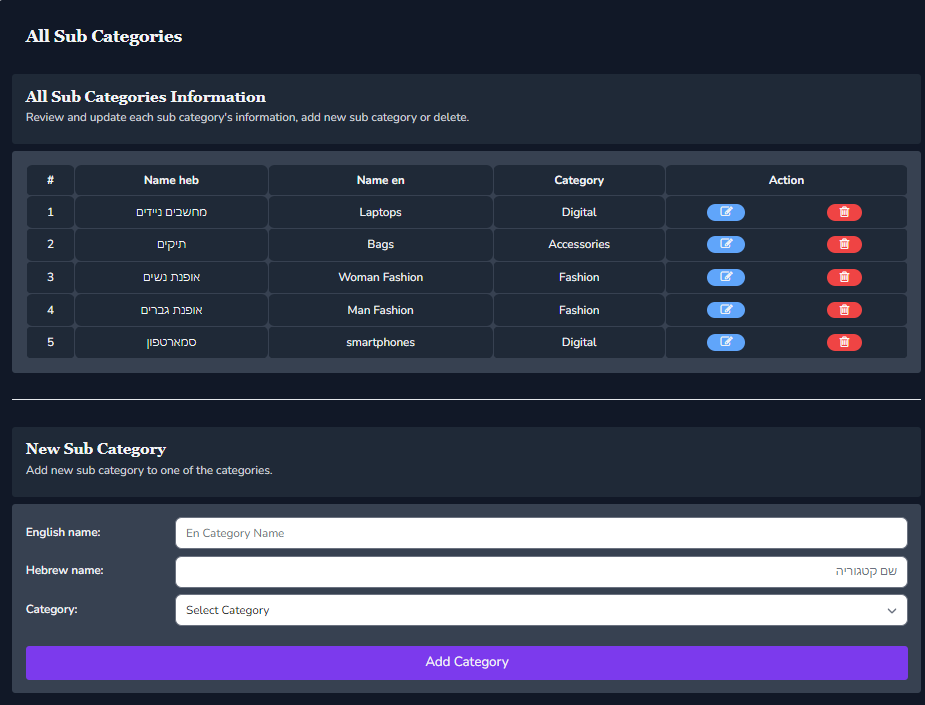 All Sub Categories
All Sub Categories Information
Review and update each sub category's information, add new sub category or delete.
# Name heb Name en Category Action
1 מחשבים ניידים Laptops Digital
2 תיקים Bags Accessories
3 אופנת נשים Woman Fashion Fashion
4 אופנת גברים Man Fashion Fashion
5 סמארטפון smartphones Digital
New Sub Category
Add new sub category to one of the categories.
English name: En Category Name
Hebrew name: שם קטגוריה
Category: Select Category
Add Category